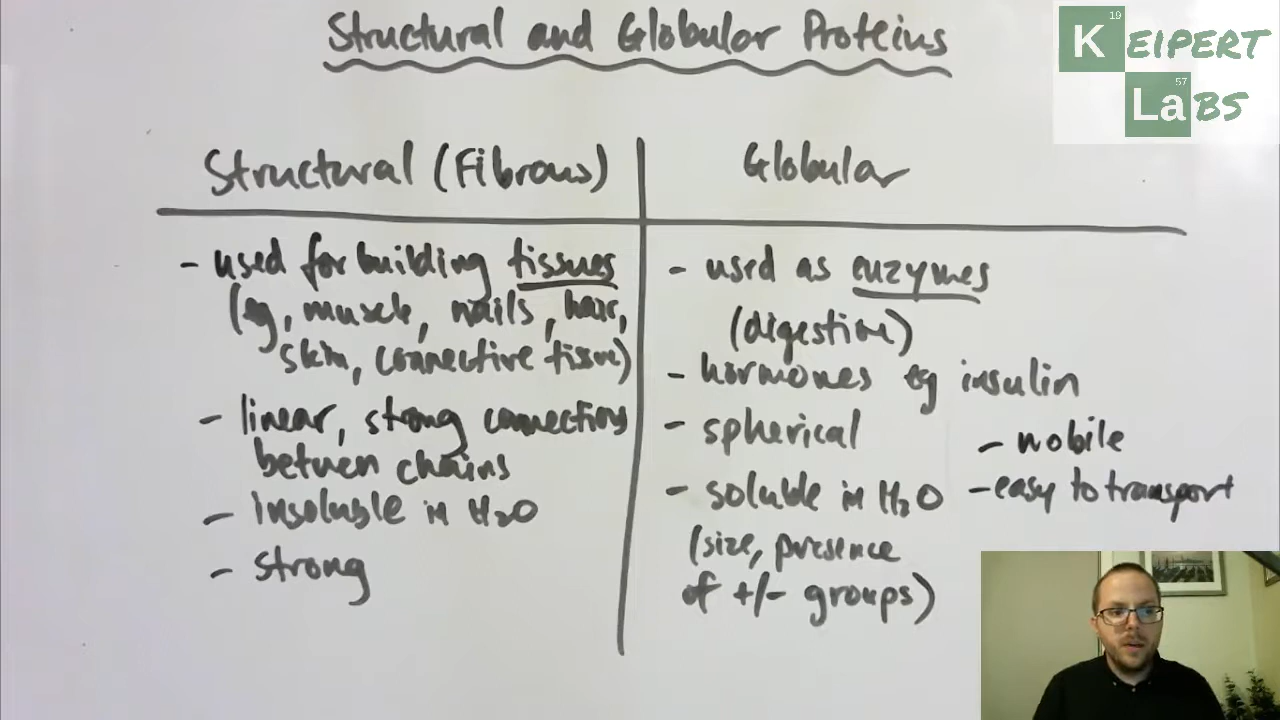 Structural and Globular Proteins
19
KEIPERT
57
LaBS
Structural (Fibrous)
- used for building tissues
(eg, muscle, nails, hair,
skin, connective tissue)
- linear, strong connections
between chains
- insoluble in H2O
- strong
Globular
- used as enzymes
(digestive)
- hormones eg insulin
- spherical
- soluble in H2O
(size, presence
of +/- groups)
- mobile
- easy to transport